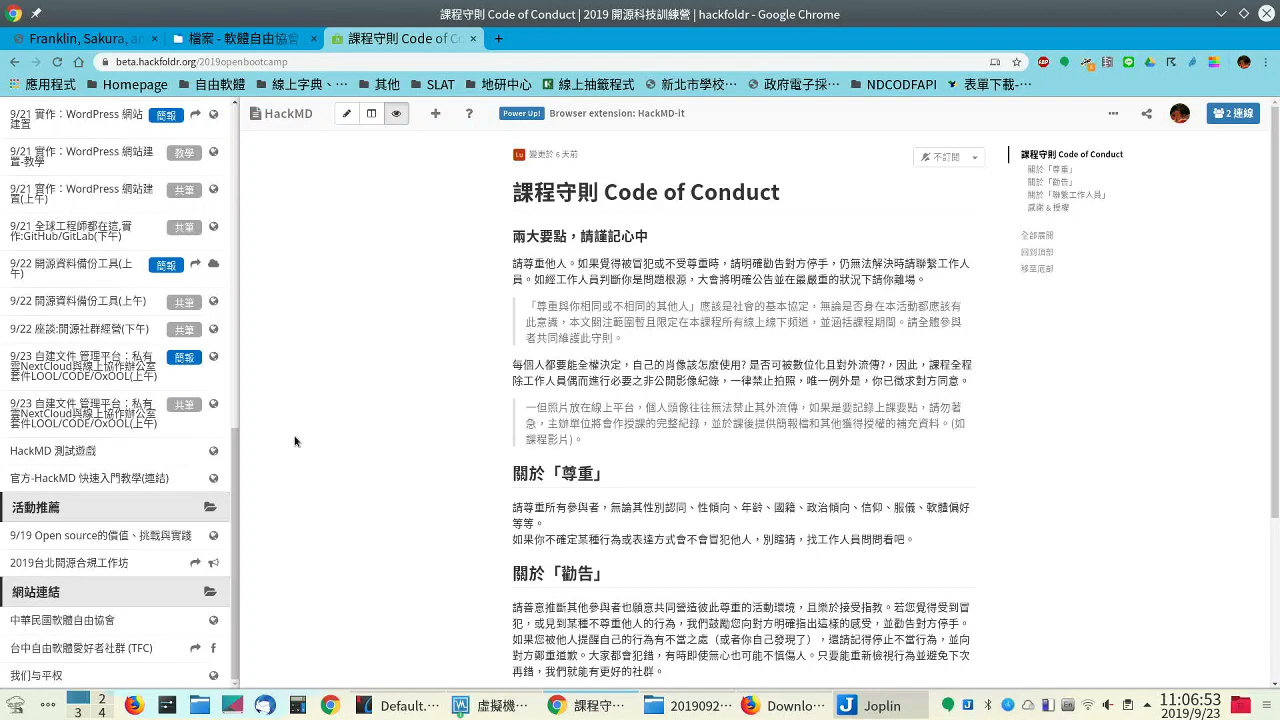 課程守則 Code of Conduct | 2019 開源科技訓練營 | hackfoldr - Google Chrome
Franklin, Sakura, an
檔案 - 軟體自由協會
課程守則 Code of Co
beta.hackfoldr.org/2019openbootcamp
應用程式 Homepage 自由軟體 線上字典、⋯ 其他 SLAT 地研中心 線上抽籤程式 新北市學校⋯ 政府電子採⋯ NDCODFAPI 表單下載-⋯
9/21 實作：WordPress 網站
建置
簡報
9/21 實作：WordPress 網站建
置-教學
教學
9/21 實作：WordPress 網站建
置(上午)
共筆
9/21 全球工程師都在這,實
作:GitHub/GitLab(下午)
共筆
9/22 開源資料備份工具(上
午)
簡報
9/22 開源資料備份工具(上午)
共筆
9/22 座談:開源社群經營(下午)
共筆
9/23 自建文件 管理平台：私有
雲NextCloud與線上協作辦公室
套件LOOL/CODE/OxOOL(上午)
簡報
9/23 自建文件 管理平台：私有
雲NextCloud與線上協作辦公室
套件LOOL/CODE/OxOOL(上午)
共筆
HackMD 測試遊戲
官方-HackMD 快速入門教學(連結)
活動推薦
9/19 Open source的價值、挑戰與實踐
2019台北開源合規工作坊
網站連結
中華民國軟體自由協會
台中自由軟體愛好者社群 (TFC)
我们与平权
HackMD
Power Up! Browser extension: HackMD-it
2 連線
變更於 6 天前
不訂閱
課程守則 Code of Conduct
兩大要點，請謹記心中
請尊重他人。如果覺得被冒犯或不受尊重時，請明確勸告對方停手，仍無法解決時請聯繫工作人
員。如經工作人員判斷你是問題根源，大會將明確公告並在最嚴重的狀況下請你離場。
「尊重與你相同或不相同的其他人」應該是社會的基本協定，無論是否身在本活動都應該有
此意識，本文關注範圍暫且限定在本課程所有線上線下頻道，並涵括課程期間。請全體參與
者共同維護此守則。
每個人都要能全權決定，自己的肖像該怎麼使用? 是否可被數位化且對外流傳?，因此，課程全程
除工作人員偶而進行必要之非公開影像紀錄，一律禁止拍照，唯一例外是，你已徵求對方同意。
一但照片放在線上平台，個人頭像往往無法禁止其外流傳，如果是要記錄上課要點，請勿著
急，主辦單位將會作授課的完整紀錄，並於課後提供簡報檔和其他獲得授權的補充資料。(如
課程影片)。
關於「尊重」
請尊重所有參與者，無論其性別認同、性傾向、年齡、國籍、政治傾向、信仰、服儀、軟體偏好
等等。
如果你不確定某種行為或表達方式會不會冒犯他人，別瞎猜，找工作人員問問看吧。
關於「勸告」
請善意推斷其他參與者也願意共同營造彼此尊重的活動環境，且樂於接受指教。若您覺得受到冒
犯，或見到某種不尊重他人的行為，我們鼓勵您向對方明確指出這樣的感受，並勸告對方停手。
如果您被他人提醒自己的行為有不當之處（或者你自己發現了），還請記得停止不當行為，並向
對方鄭重道歉。大家都會犯錯，有時即使無心也可能不慎傷人。只要能重新檢視行為並避免下次
再錯，我們就能有更好的社群。
課程守則 Code of Conduct
關於「尊重」
關於「勸告」
關於「聯繫工作人員」
感謝 & 授權
全部展開
回到頂部
移至底部
2
3 4
Default.⋯
虛擬機⋯
課程守⋯
2019092⋯
Downlo⋯
Joplin
11:06:53
2019/9/23